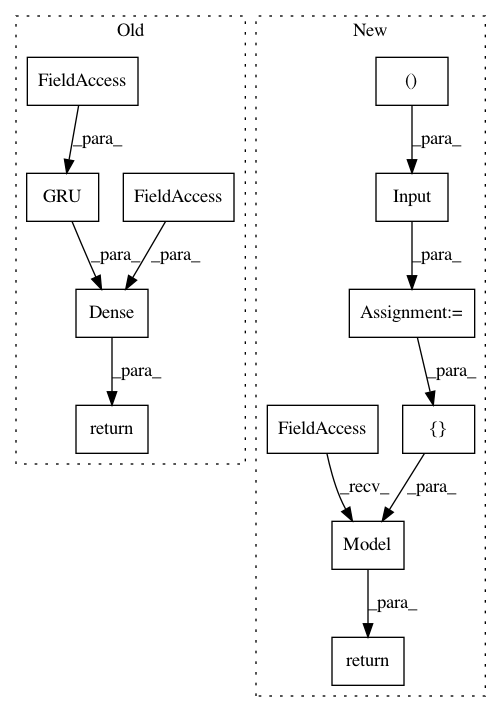 Old
New
FieldAccess
_para_
GRU
FieldAccess
_para_
_para_
Dense
_para_
return
()
_para_
Input
_para_
Assignment:=
_para_
FieldAccess
{}
_recv_
_para_
Model
_para_
return